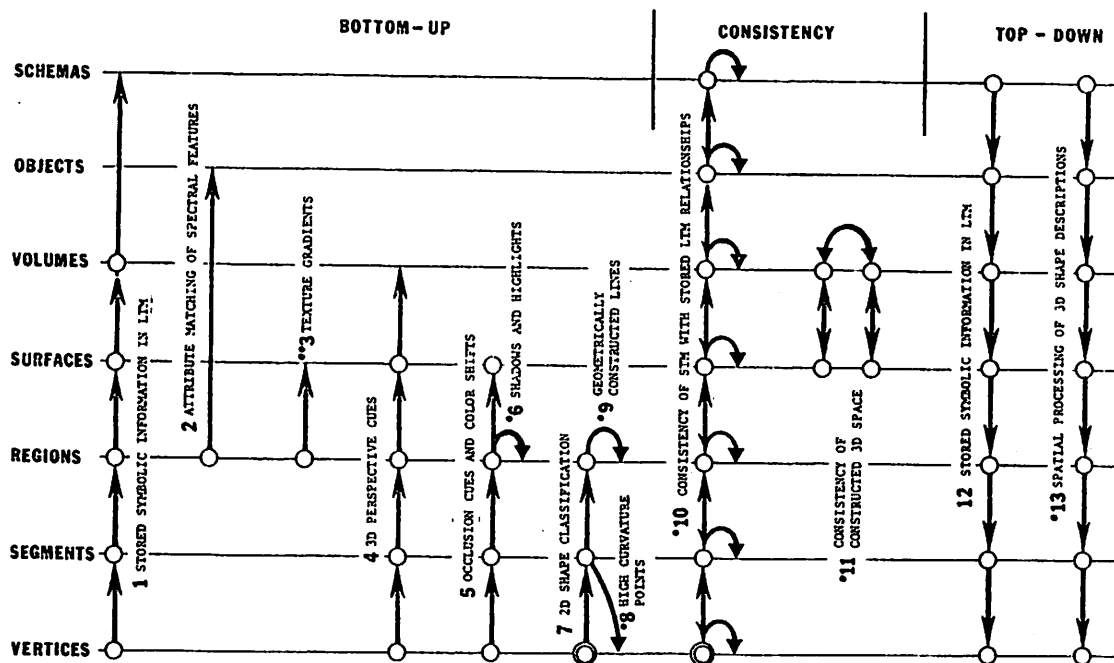 BOTTOM-UP
CONSISTENCY
TOP - DOWN
SCHEMAS
OBJECTS
VOLUMES
SURFACES
REGIONS
SEGMENTS
VERTICES
1 STORED SYMBOLIC INFORMATION IN LTM
2 ATTRIBUTE MATCHING OF SPECTRAL FEATURES
**3 TEXTURE GRADIENTS
4 3D PERSPECTIVE CUES
5 OCCLUSION CUES AND COLOR SHIFTS
*6 SHADOWS AND HIGHLIGHTS
7 2D SHAPE CLASSIFICATION
*8 HIGH CURVATURE
POINTS
*9 GEOMETRICALLY
CONSTRUCTED LINES
*10 CONSISTENCY OF STM WITH STORED LTM RELATIONSHIPS
*11 CONSISTENCY OF
CONSTRUCTED 3D SPACE
12 STORED SYMBOLIC INFORMATION IN LTM
*13 SPATIAL PROCESSING OF 3D SHAPE DESCRIPTIONS